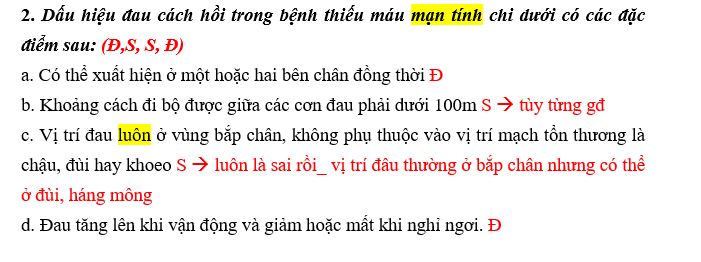 2. Dấu hiệu đau cách hồi trong bệnh thiếu máu mạn tính chi dưới có các đặc
điểm sau: (Đ,S, S, Đ)
a. Có thể xuất hiện ở một hoặc hai bên chân đồng thời Đ
b. Khoảng cách đi bộ được giữa các cơn đau phải dưới 100m S → tùy từng gđ
c. Vị trí đau luôn ở vùng bắp chân, không phụ thuộc vào vị trí mạch tổn thương là
chậu, đùi hay khoeo S → luôn là sai rồi_ vị trí đâu thường ở bắp chân nhưng có thể
ở đùi, háng mông
d. Đau tăng lên khi vận động và giảm hoặc mất khi nghỉ ngơi. Đ